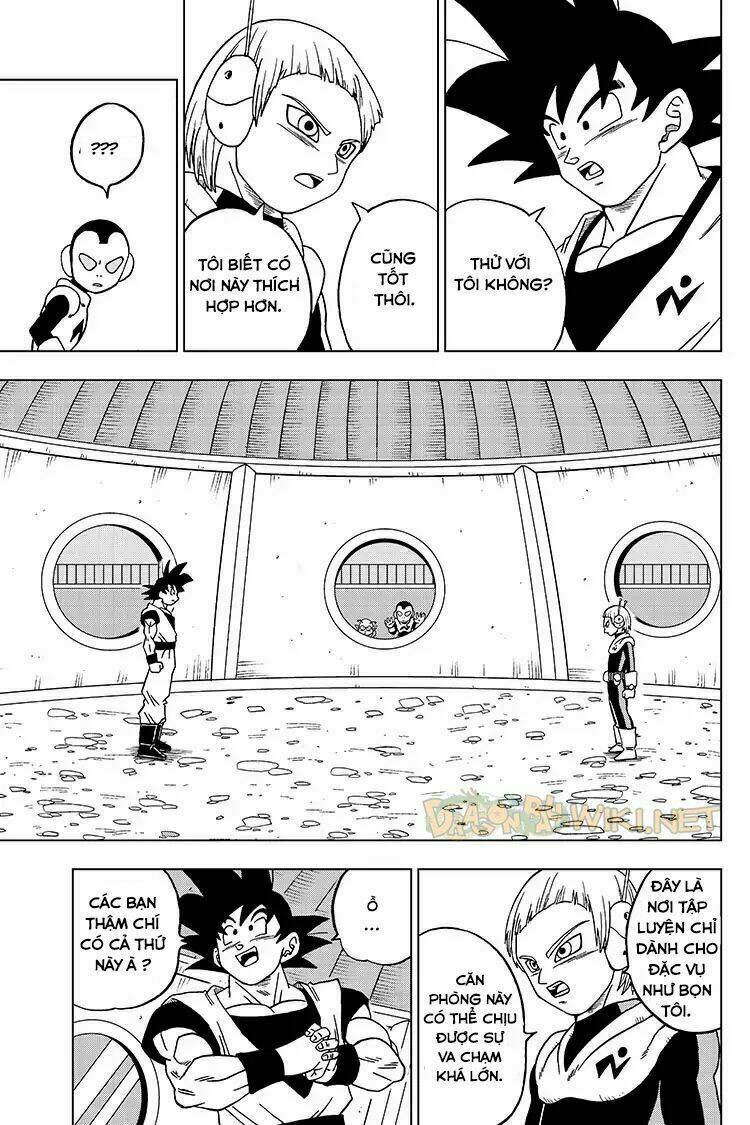 THỬ VỚI
TÔI KHÔNG?
CŨNG
TỐT
THÔI.
TÔI BIẾT CÓ
NƠI NÀY THÍCH
HỢP HƠN.
???
DRAGONBALLWIKI.NET
ĐÂY LÀ
NƠI TẬP
LUYỆN CHỈ
DÀNH CHO
ĐẶC VỤ
NHƯ BỌN
TÔI.
CĂN
PHÒNG NÀY
CÓ THỂ CHỊU
ĐƯỢC SỰ
VA CHẠM
KHÁ LỚN.
Ồ
...
CÁC BẠN
THẬM CHÍ
CÓ CẢ THỨ
NÀY À ?